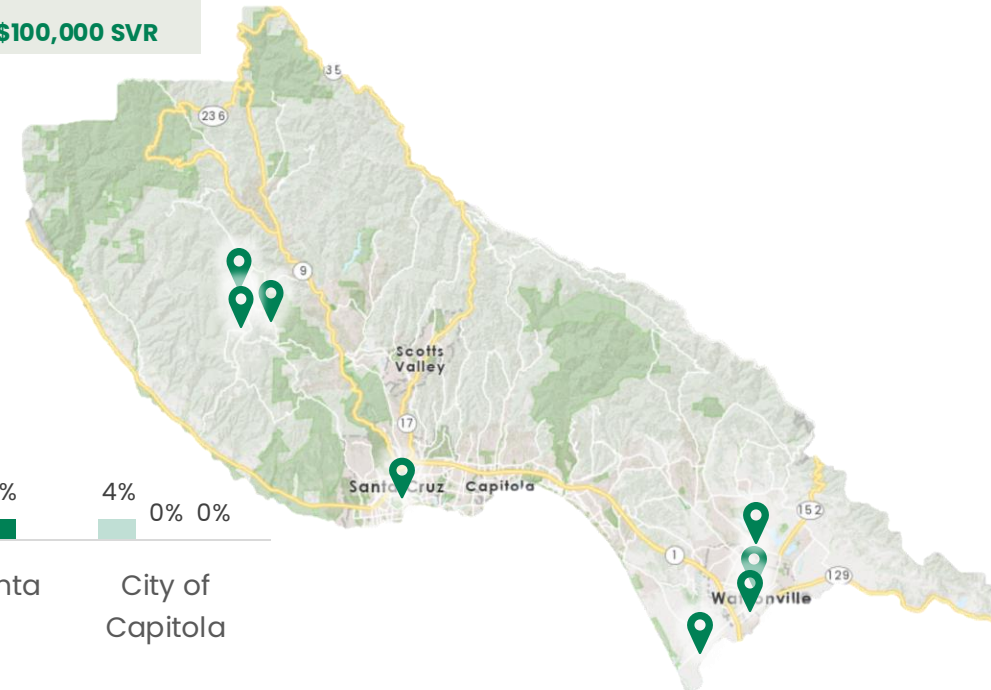 $100,000 SVR
35
236
9
Scotts
Valley
17
Santa Cruz
Capitola
%
4%
0% 0%
152
1
129
nta
City of
Capitola